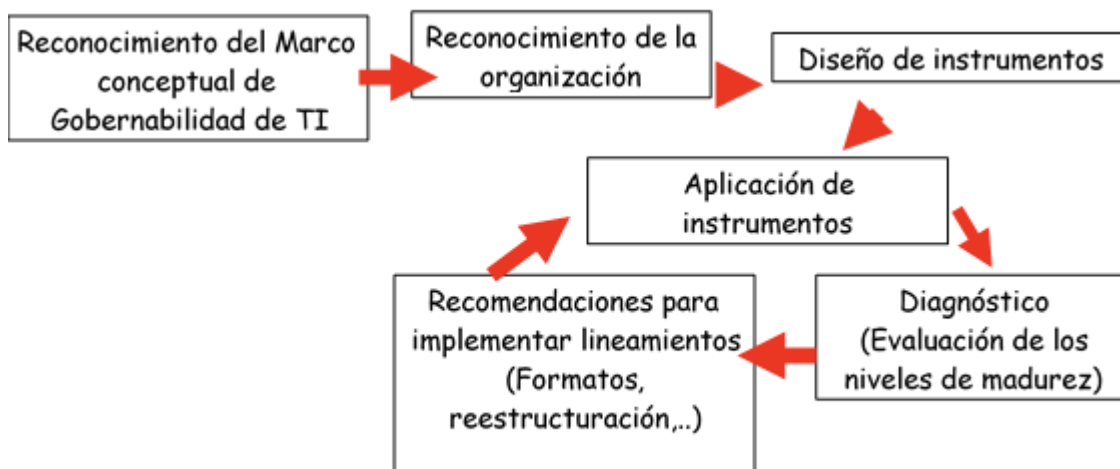 Reconocimiento del Marco
conceptual de
Gobernabilidad de TI
Reconocimiento de la
organización
Diseño de instrumentos
Aplicación de
instrumentos
Diagnóstico
(Evaluación de los
niveles de madurez)
Recomendaciones para
implementar lineamientos
(Formatos,
reestructuración,..)